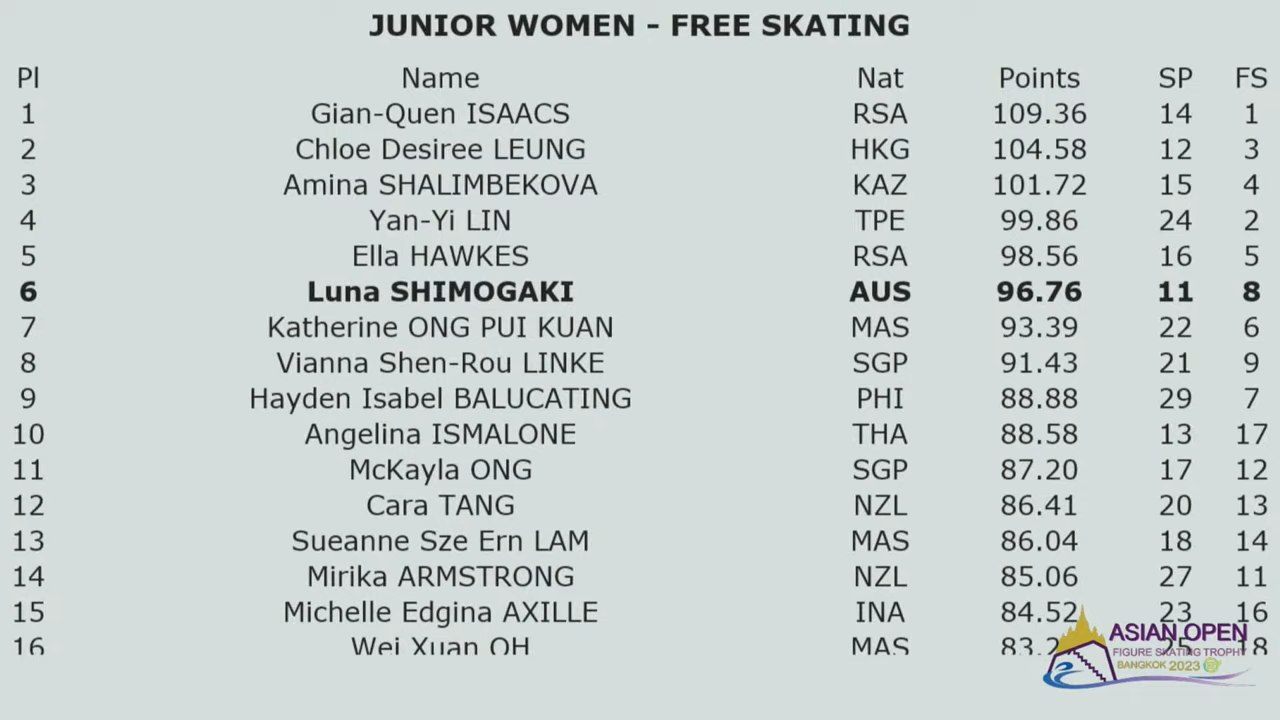 JUNIOR WOMEN - FREE SKATING
Pl Name Nat Points SP FS
1 Gian-Quen ISAACS RSA 109.36 14 1
2 Chloe Desiree LEUNG HKG 104.58 12 3
3 Amina SHALIMBEKOVA KAZ 101.72 15 4
4 Yan-Yi LIN TPE 99.86 24 2
5 Ella HAWKES RSA 98.56 16 5
6 Luna SHIMOGAKI AUS 96.76 11 8
7 Katherine ONG PUI KUAN MAS 93.39 22 6
8 Vianna Shen-Rou LINKE SGP 91.43 21 9
9 Hayden Isabel BALUCATING PHI 88.88 29 7
10 Angelina ISMALONE THA 88.58 13 17
11 McKayla ONG SGP 87.20 17 12
12 Cara TANG NZL 86.41 20 13
13 Sueanne Sze Ern LAM MAS 86.04 18 14
14 Mirika ARMSTRONG NZL 85.06 27 11
15 Michelle Edgina AXILLE INA 84.52 23 16
16 Wei Xuan OH MAS 18
ASIAN OPEN
FIGURE SKATING TROPHY
BANGKOK 2023